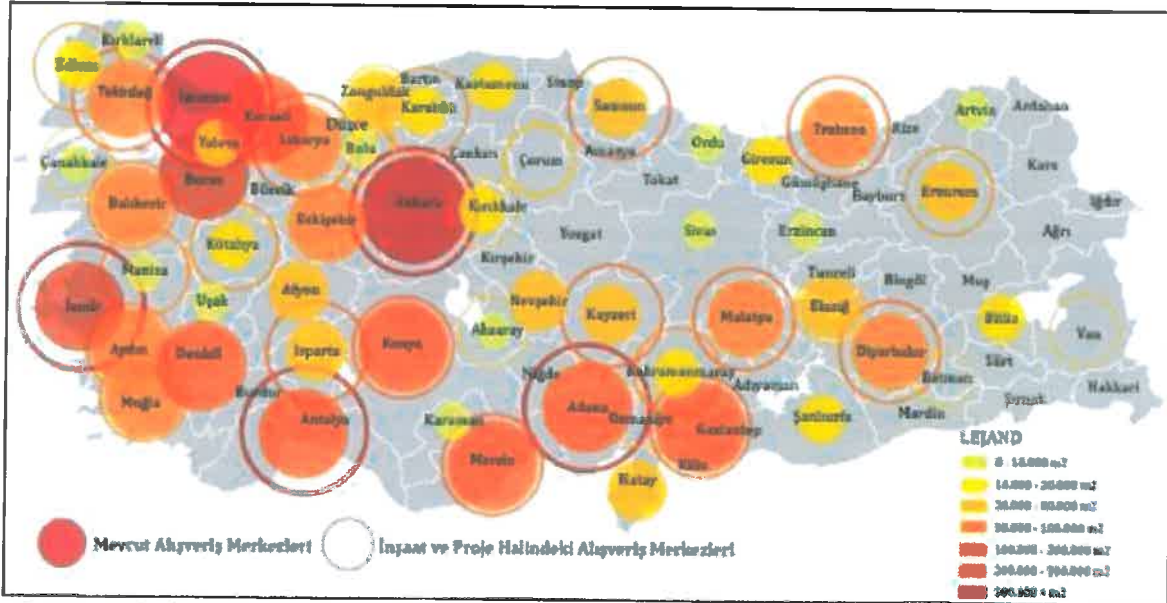 Kırklareli
Edirne
Tekirdağ
İstanbul
Kocaeli
Yalova
Sakarya
Düzce
Bolu
Zonguldak
Bartın
Karabük
Kastamonu
Sinop
Samsun
Çankırı
Çorum
Amasya
Ordu
Giresun
Trabzon
Rize
Artvin
Ardahan
Kars
Gümüşhane
Bayburt
Erzurum
Iğdır
Ağrı
Çanakkale
Balıkesir
Bursa
Bilecik
Eskişehir
Ankara
Kırıkkale
Tokat
Yozgat
Sivas
Erzincan
Kırşehir
Kütahya
Manisa
Uşak
Afyon
İzmir
Aydın
Denizli
Muğla
Isparta
Burdur
Antalya
Konya
Aksaray
Nevşehir
Kayseri
Niğde
Karaman
Mersin
Adana
Osmaniye
Kahramanmaraş
Malatya
Adıyaman
Gaziantep
Kilis
Hatay
Şanlıurfa
Tunceli
Elazığ
Bingöl
Muş
Bitlis
Van
Diyarbakır
Batman
Siirt
Mardin
Şırnak
Hakkari
LEJAND
Mevcut Alışveriş Merkezleri
İnşaat ve Proje Halindeki Alışveriş Merkezleri